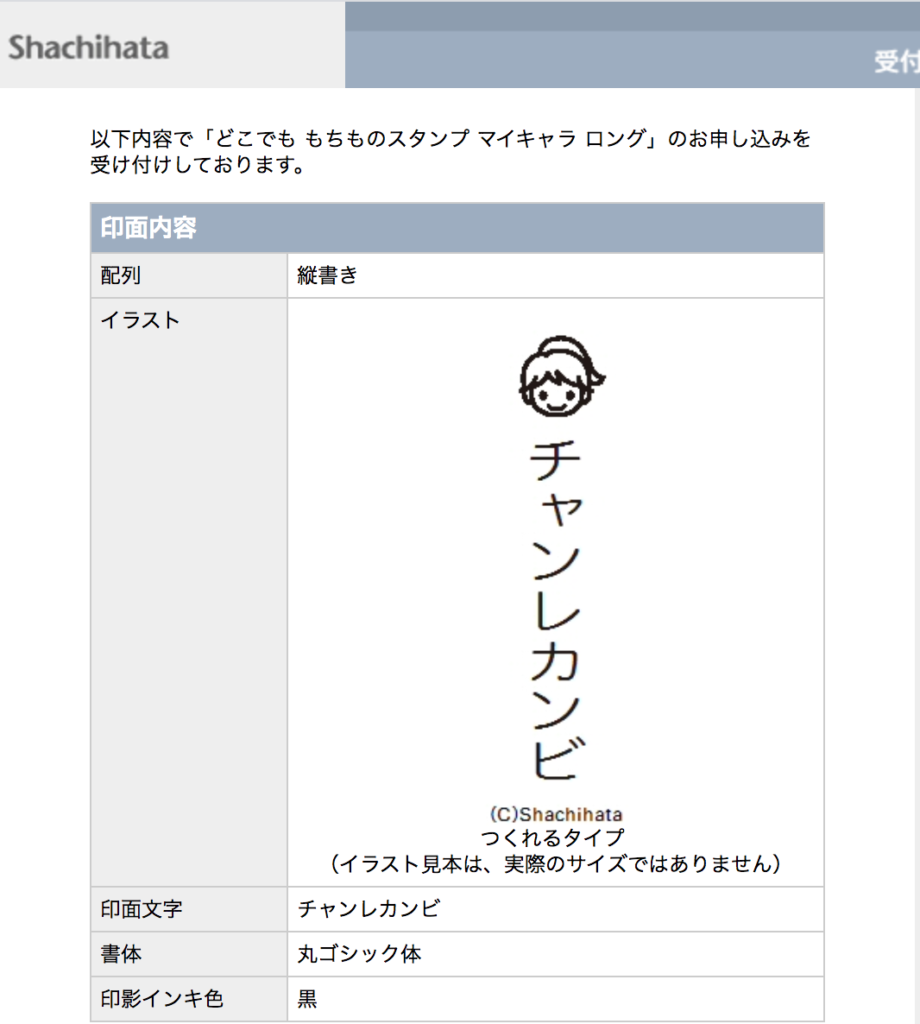 Shachihata
受付
以下内容で「どこでも もちものスタンプ マイキャラ ロング」のお申し込みを
受け付けしております。
印面内容
配列
縦書き
イラスト
チャンレカンビ
(C)Shachihata
つくれるタイプ
（イラスト見本は、実際のサイズではありません）
印面文字
チャンレカンビ
書体
丸ゴシック体
印影インキ色
黒